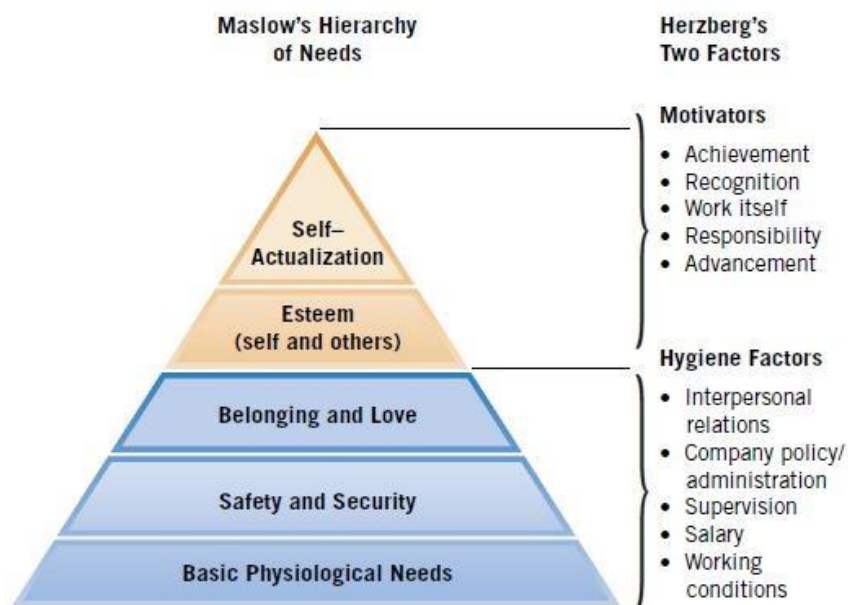 Maslow's Hierarchy
of Needs
Self–
Actualization
Esteem
(self and others)
Belonging and Love
Safety and Security
Basic Physiological Needs
Herzberg's
Two Factors
Motivators
• Achievement
• Recognition
• Work itself
• Responsibility
• Advancement
Hygiene Factors
• Interpersonal
relations
• Company policy/
administration
• Supervision
• Salary
• Working
conditions